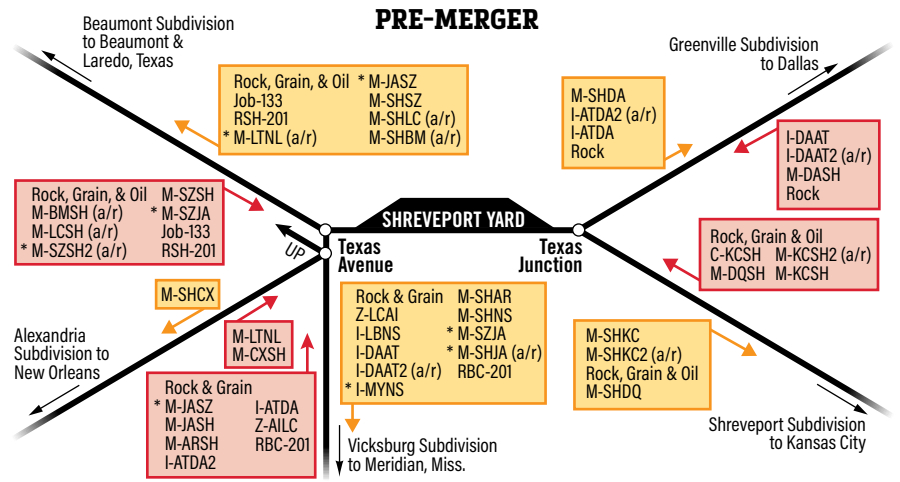 PRE-MERGER
Beaumont Subdivision
to Beaumont &
Laredo, Texas
Greenville Subdivision
to Dallas
Rock, Grain, & Oil
Job-133
RSH-201
* M-LTNL (a/r)
* M-JASZ
M-SHSZ
M-SHLC (a/r)
M-SHBM (a/r)
M-SHDA
I-ATDA2 (a/r)
I-ATDA
Rock
I-DAAT
I-DAAT2 (a/r)
M-DASH
Rock
Rock, Grain, & Oil
M-BMSH (a/r)
M-LCSH (a/r)
* M-SZSH2 (a/r)
M-SZSH
* M-SZJA
Job-133
RSH-201
SHREVEPORT YARD
UP
Texas
Avenue
Texas
Junction
Rock, Grain & Oil
C-KCSH M-KCSH2 (a/r)
M-DQSH M-KCSH
M-SHCX
M-LTNL
M-CXSH
Rock & Grain
Z-LCAI
I-LBNS
I-DAAT
I-DAAT2 (a/r)
* I-MYNS
M-SHAR
M-SHNS
* M-SZJA
* M-SHJA (a/r)
RBC-201
M-SHKC
M-SHKC2 (a/r)
Rock, Grain & Oil
M-SHDQ
Alexandria
Subdivision to
New Orleans
Rock & Grain
* M-JASZ
M-JASH
M-ARSH
I-ATDA2
I-ATDA
Z-AILC
RBC-201
Vicksburg Subdivision
to Meridian, Miss.
Shreveport Subdivision
to Kansas City